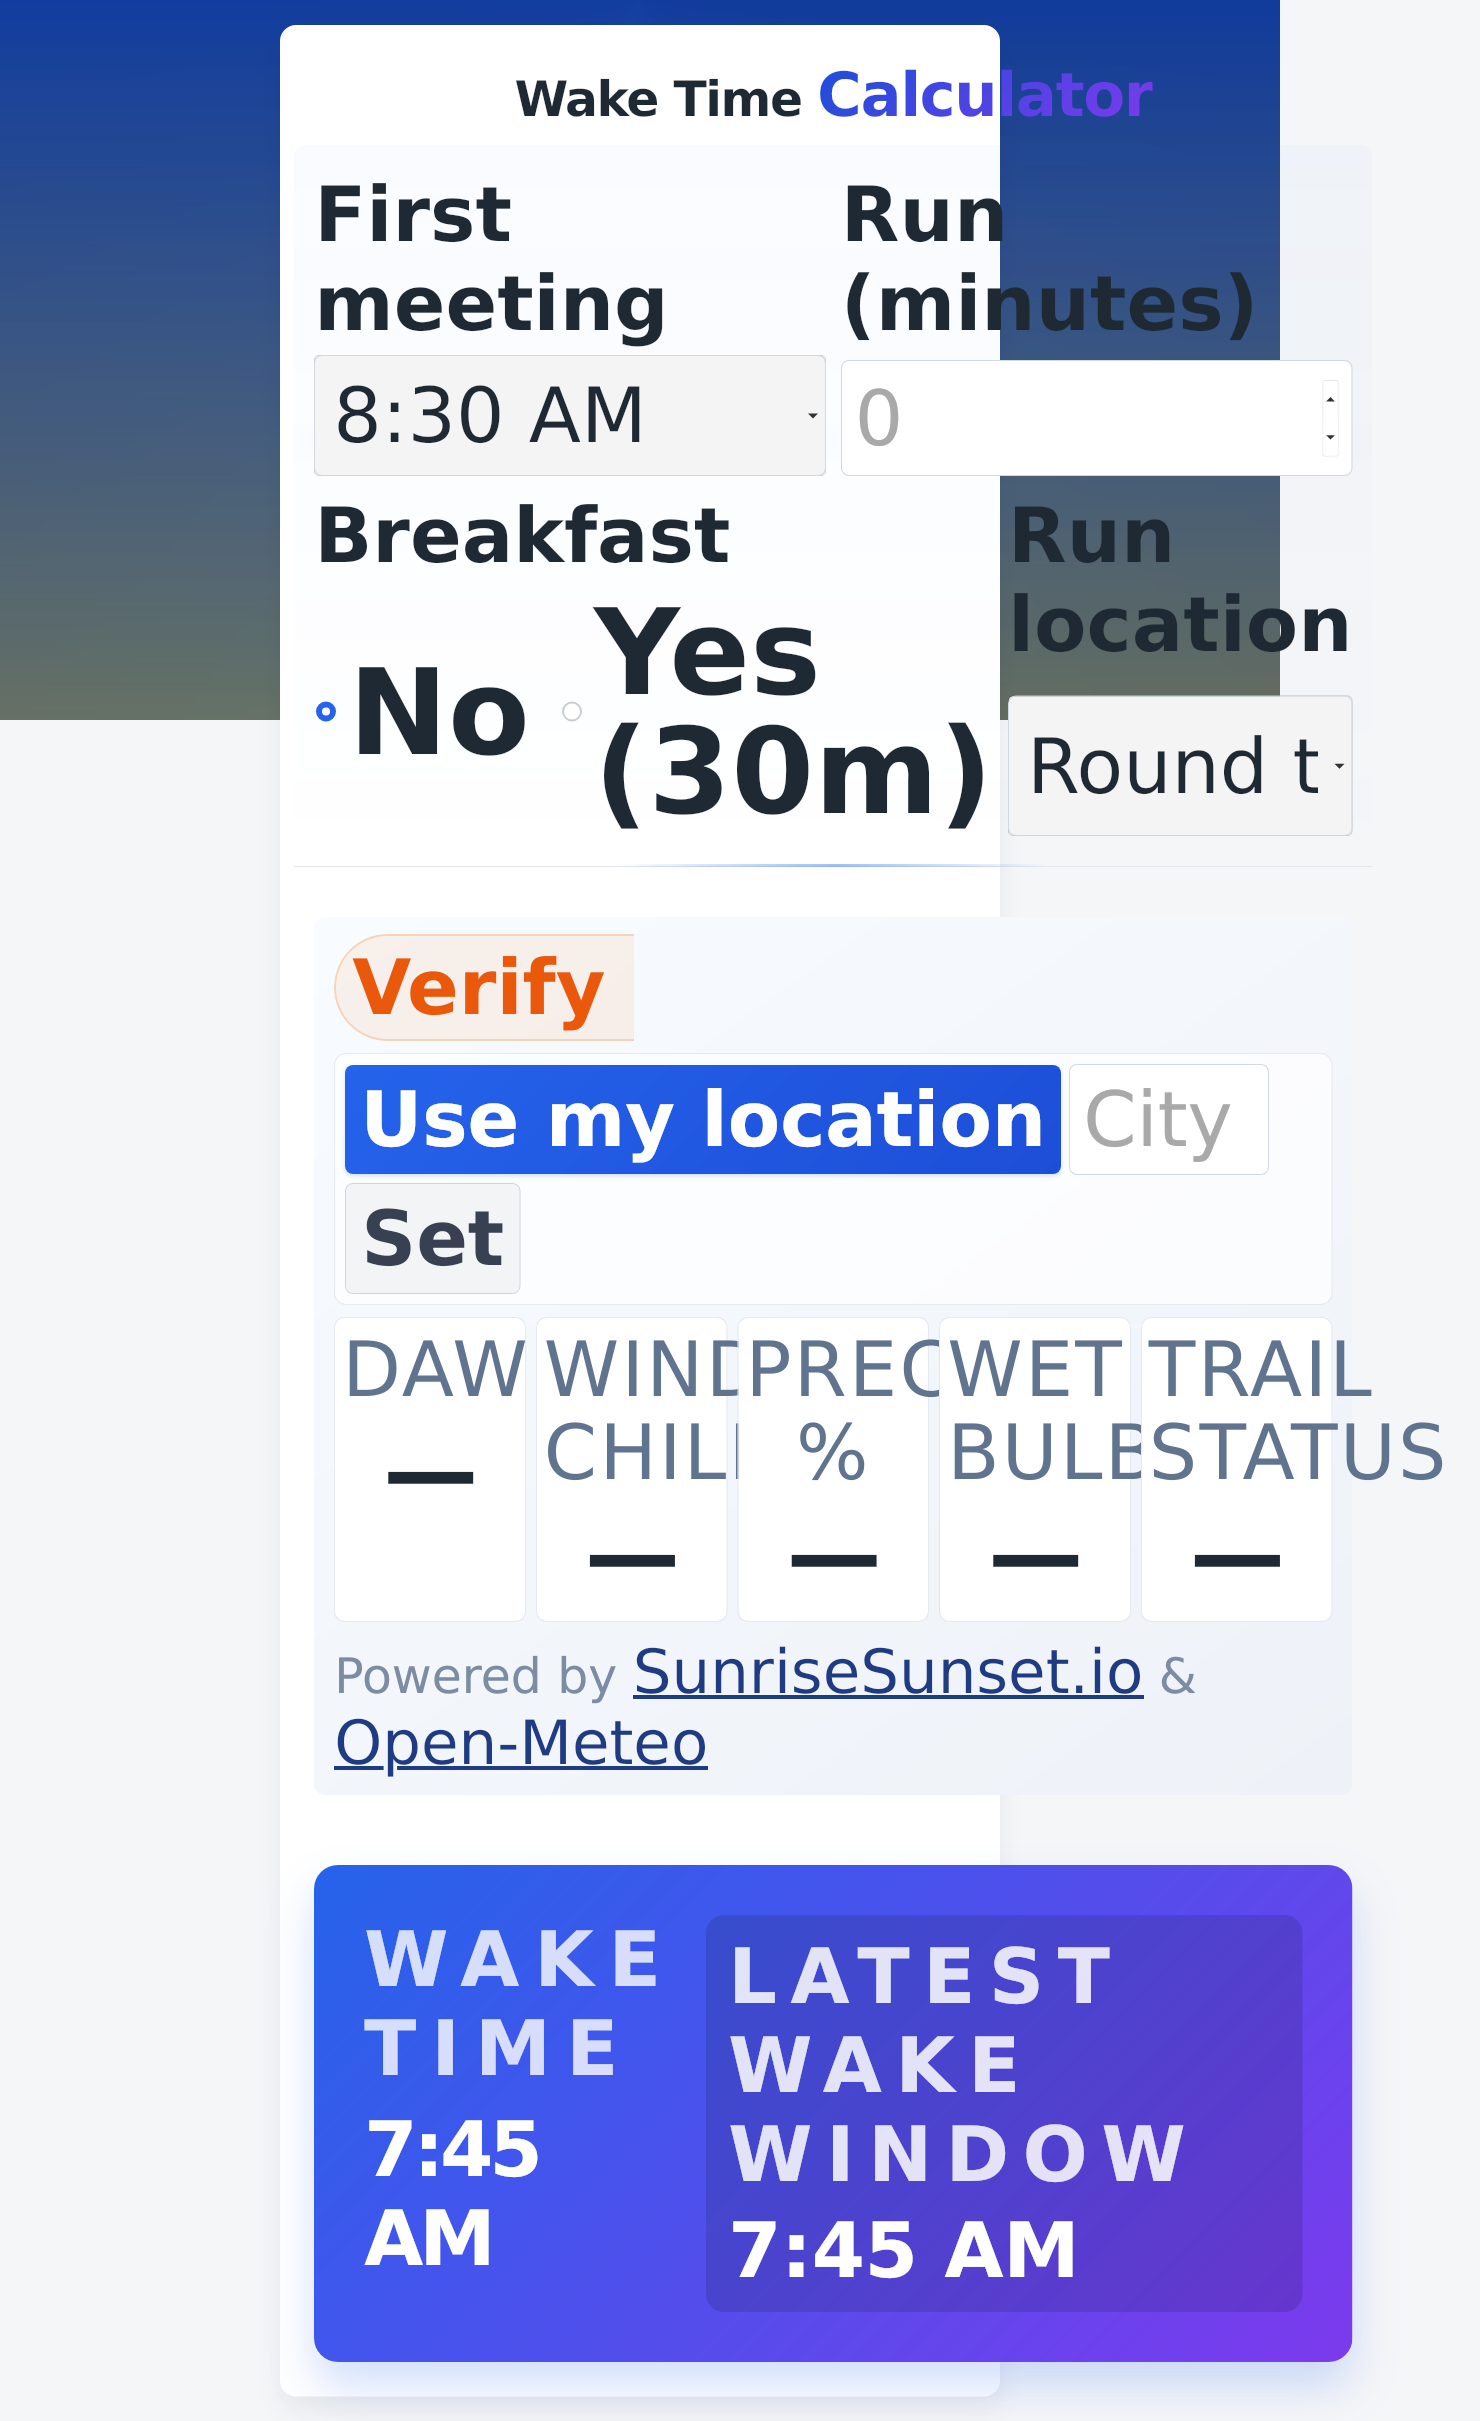 Wake Time Calculator
First meeting
Run (minutes)
8:30 AM
0
Breakfast
Run location
No
Yes (30m)
Round t
Verify
Use my location
City
Set
DAW
WIND CHILL
PREC %
WET BULB
TRAIL STATUS
—
—
—
—
—
Powered by SunriseSunset.io &
Open-Meteo
WAKE TIME
7:45 AM
LATEST WAKE WINDOW
7:45 AM